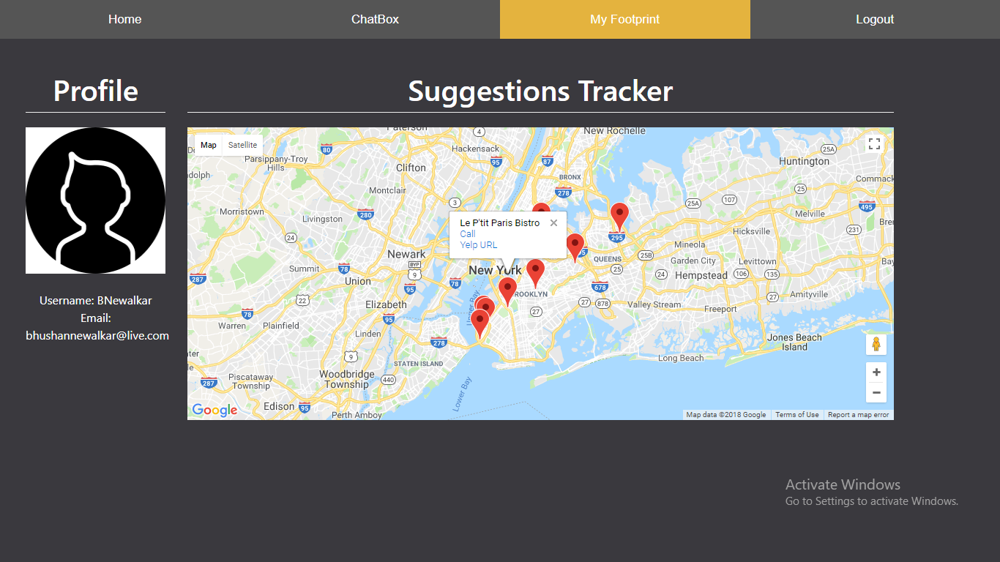 Home
ChatBox
My Footprint
Logout
Profile
Suggestions Tracker
Username: BNewalkar
Email:
bhushannewalkar@live.com
Map
Satellite
Paterson
4
New Rochelle
80
Hackensack
95
87
25A
Parsippany-Troy
Hills
Clifton
Huntington
BRONX
Commack
Montclair
278
25
3
25A
107
495
Morristown
Livingston
280
Melville
24
Le P'tit Paris Bistro
Call
Yelp URL
295
Hicksville
231
Mineola
Newark
QUEENS
25B
Garden City
Levittown
BYP
9
Summit
78
New York
25
24
106
135
Hempstead
287
Union
95
78
678
BROOKLYN
22
Elizabeth
Upper Bay
27
878
27
Amityville
Valley Stream
Freeport
78
95
27
Warren
Plainfield
Linden
278
Jones Beach
Island
9
STATEN ISLAND
Long Beach
287
Piscataway
Township
Woodbridge
Township
440
Lower Bay
Edison
95
Perth Amboy
Google
Map data ©2018 Google
Terms of Use
Report a map error
Activate Windows
Go to Settings to activate Windows.